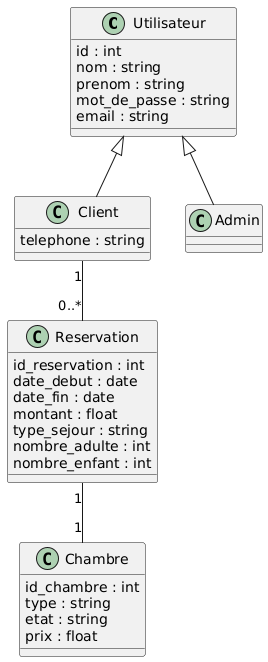 C Utilisateur
id : int
nom : string
prenom : string
mot_de_passe : string
email : string
C Client
telephone : string
C Admin
1
0..*
C Reservation
id_reservation : int
date_debut : date
date_fin : date
montant : float
type_sejour : string
nombre_adulte : int
nombre_enfant : int
1
1
C Chambre
id_chambre : int
type : string
etat : string
prix : float